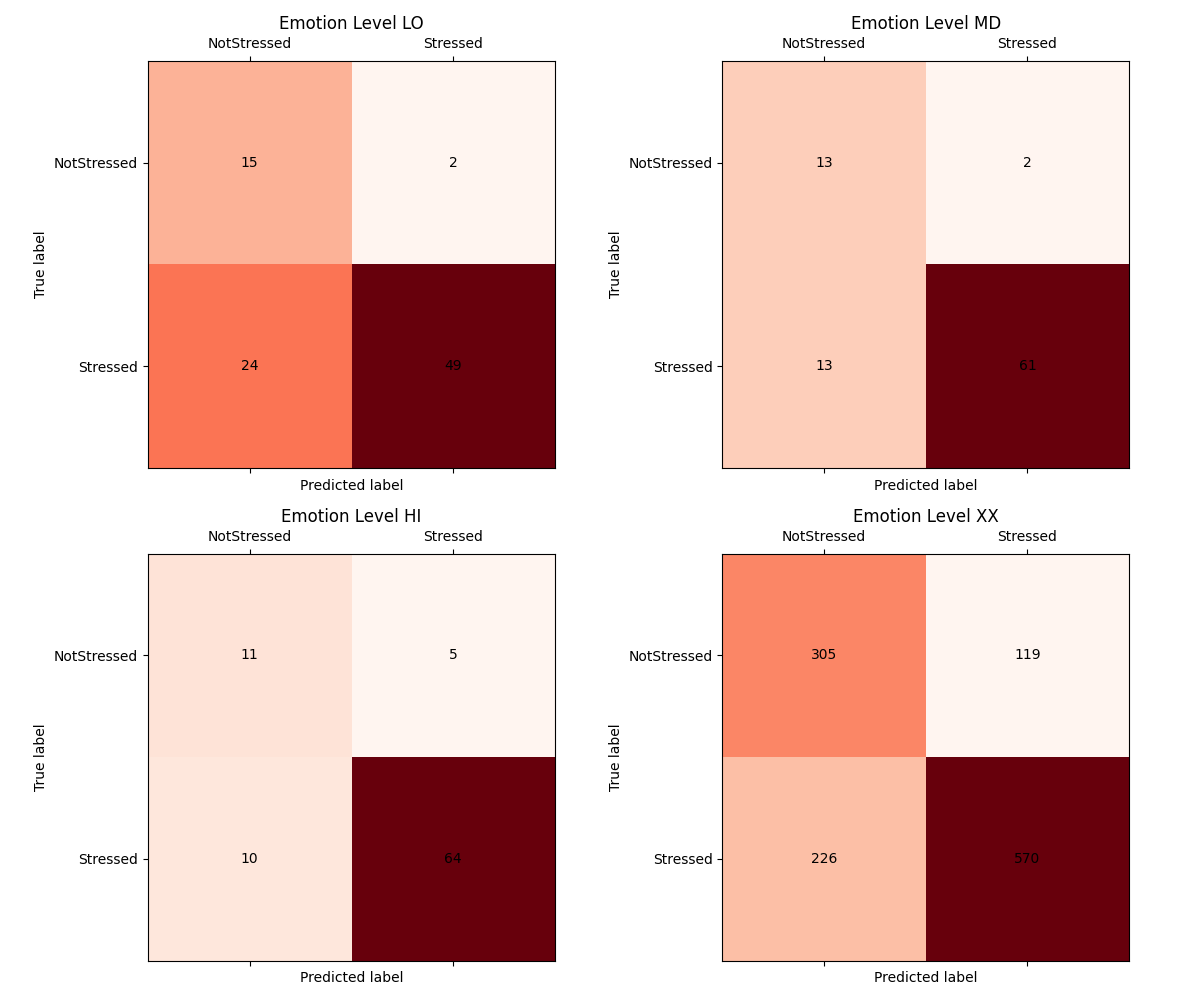 Emotion Level LO
NotStressed Stressed
NotStressed 15 2
True label
Stressed 24 49
Predicted label
Emotion Level MD
NotStressed Stressed
NotStressed 13 2
True label
Stressed 13 61
Predicted label
Emotion Level HI
NotStressed Stressed
NotStressed 11 5
True label
Stressed 10 64
Predicted label
Emotion Level XX
NotStressed Stressed
NotStressed 305 119
True label
Stressed 226 570
Predicted label